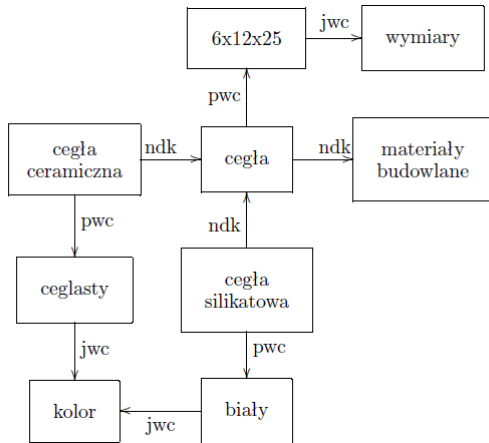 6x12x25
jwc
wymiary
pwc
cegła
ceramiczna
ndk
cegła
ndk
materiały
budowlane
pwc
ndk
ceglasty
cegła
silikatowa
jwc
pwc
kolor
jwc
biały